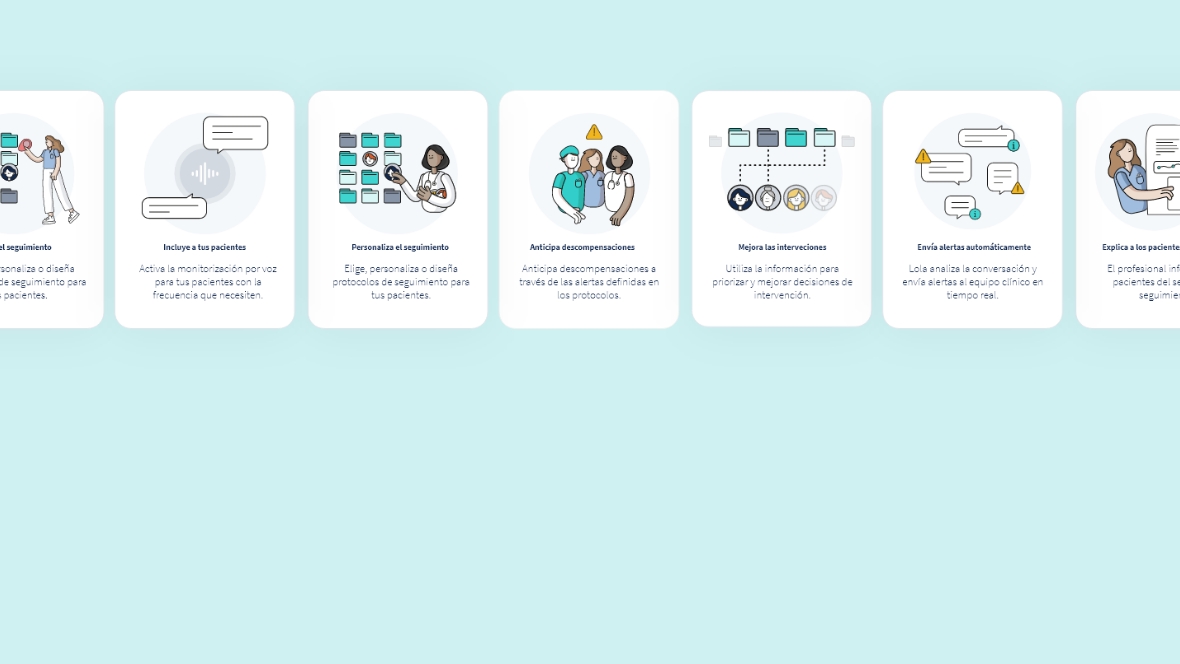 el seguimiento
rsonaliza o diseña
de seguimiento para
s pacientes.
Incluye a tus pacientes
Activa la monitorización por voz
para tus pacientes con la
frecuencia que necesiten.
Personaliza el seguimiento
Elige, personaliza o diseña
protocolos de seguimiento para
tus pacientes.
Anticipa descompensaciones
Anticipa descompensaciones a
través de las alertas definidas en
los protocolos.
Mejora las interveciones
Utiliza la información para
priorizar y mejorar decisiones de
intervención.
Envía alertas automáticamente
Lola analiza la conversación y
envía alertas al equipo clínico en
tiempo real.
Explica a los paciente
El profesional inf
pacientes del se
seguimie